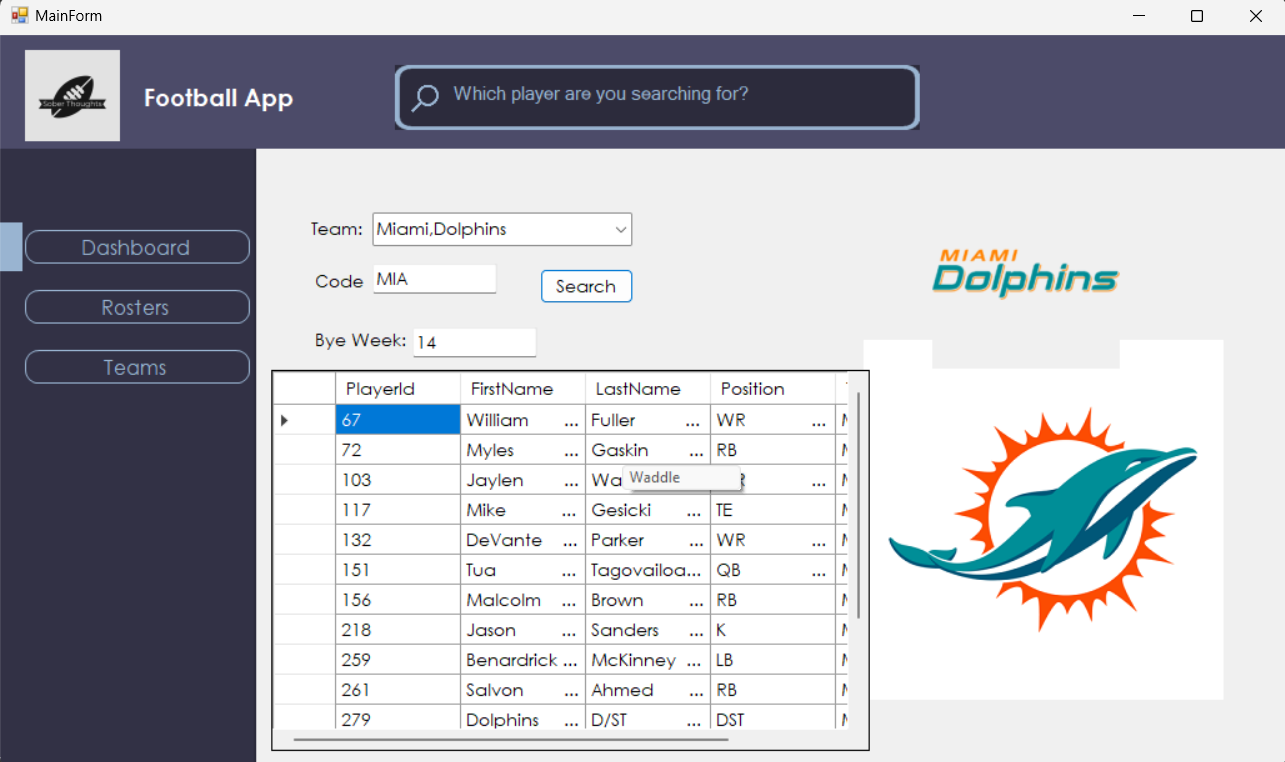 MainForm
Sober Thoughts
Football App
Which player are you searching for?
Dashboard
Rosters
Teams
Team: Miami,Dolphins
Code MIA
Search
Bye Week: 14
MIAMI
Dolphins
PlayerId FirstName LastName Position
67 William ... Fuller ... WR ...
72 Myles ... Gaskin ... RB
103 Jaylen ... Wa Waddle R ...
117 Mike ... Gesicki ... TE
132 DeVante ... Parker ... WR ...
151 Tua ... Tagovailoa... QB ...
156 Malcolm ... Brown ... RB
218 Jason ... Sanders ... K
259 Benardrick ... McKinney ... LB
261 Salvon ... Ahmed ... RB
279 Dolphins ... D/ST ... DST